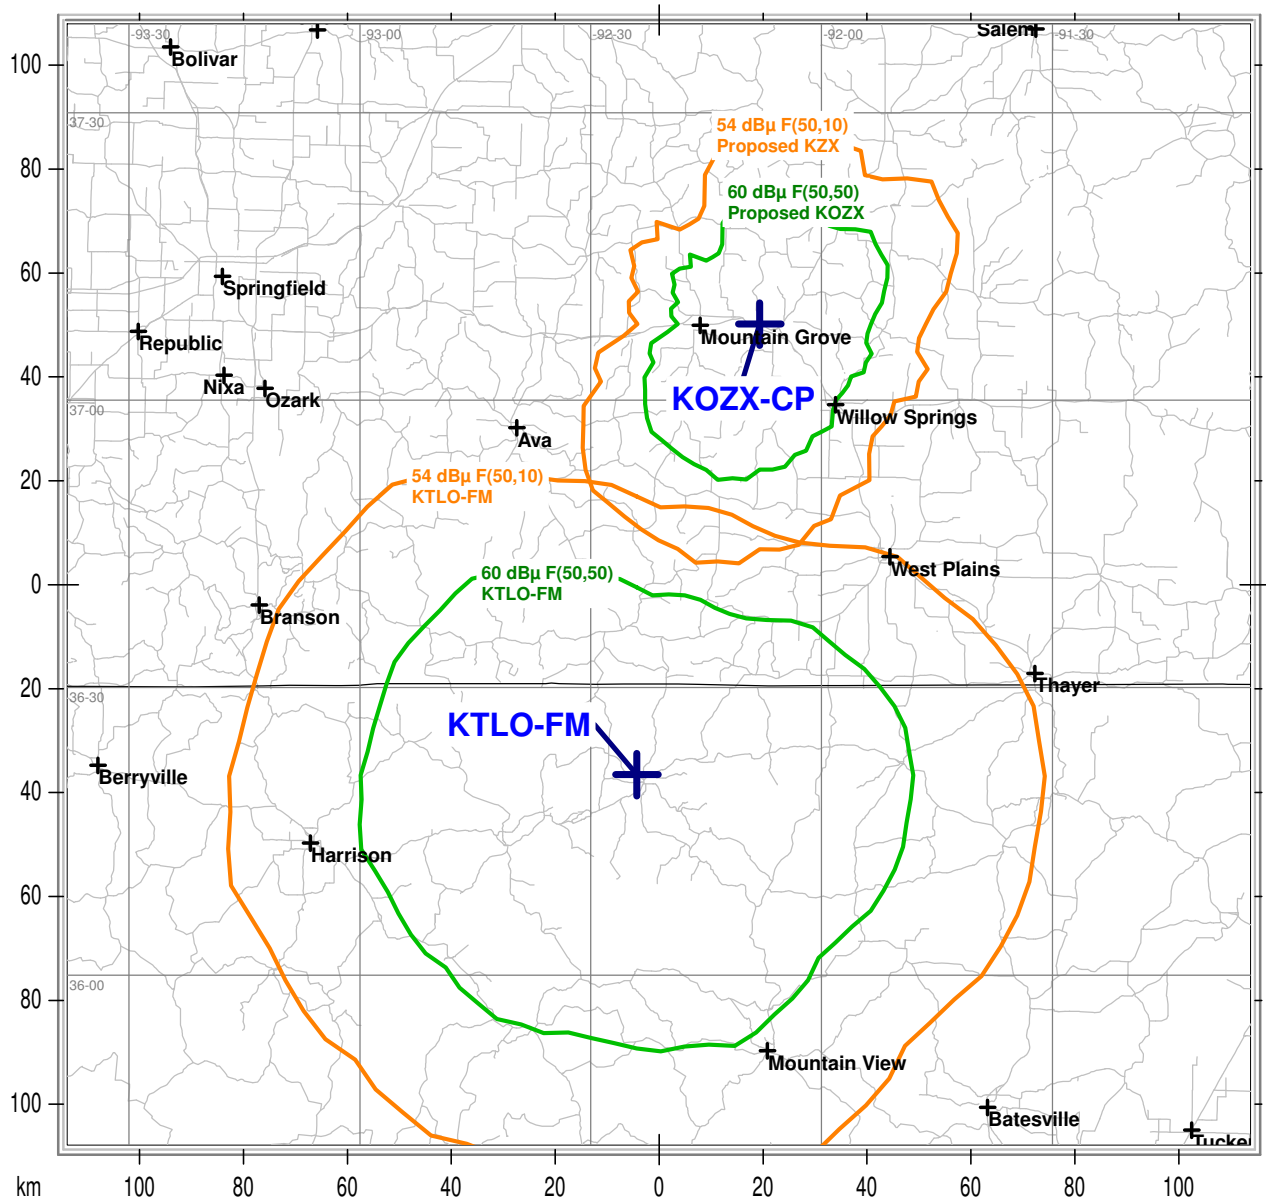 -93-30
-93-00
-92-30
-92-00
-91-30
Salem
Bolivar
100
37-30
54 dBµ F(50,10)
Proposed KZX
80
60 dBµ F(50,50)
Proposed KOZX
60
Springfield
Republic
Mountain Grove
40
Nixa
Ozark
KOZX-CP
37-00
Willow Springs
Ava
20
54 dBµ F(50,10)
KTLO-FM
0
60 dBµ F(50,50)
KTLO-FM
West Plains
Branson
20
36-30
Thayer
KTLO-FM
Berryville
40
Harrison
60
36-00
80
Mountain View
100
Batesville
Tucker
km
100
80
60
40
20
0
20
40
60
80
100